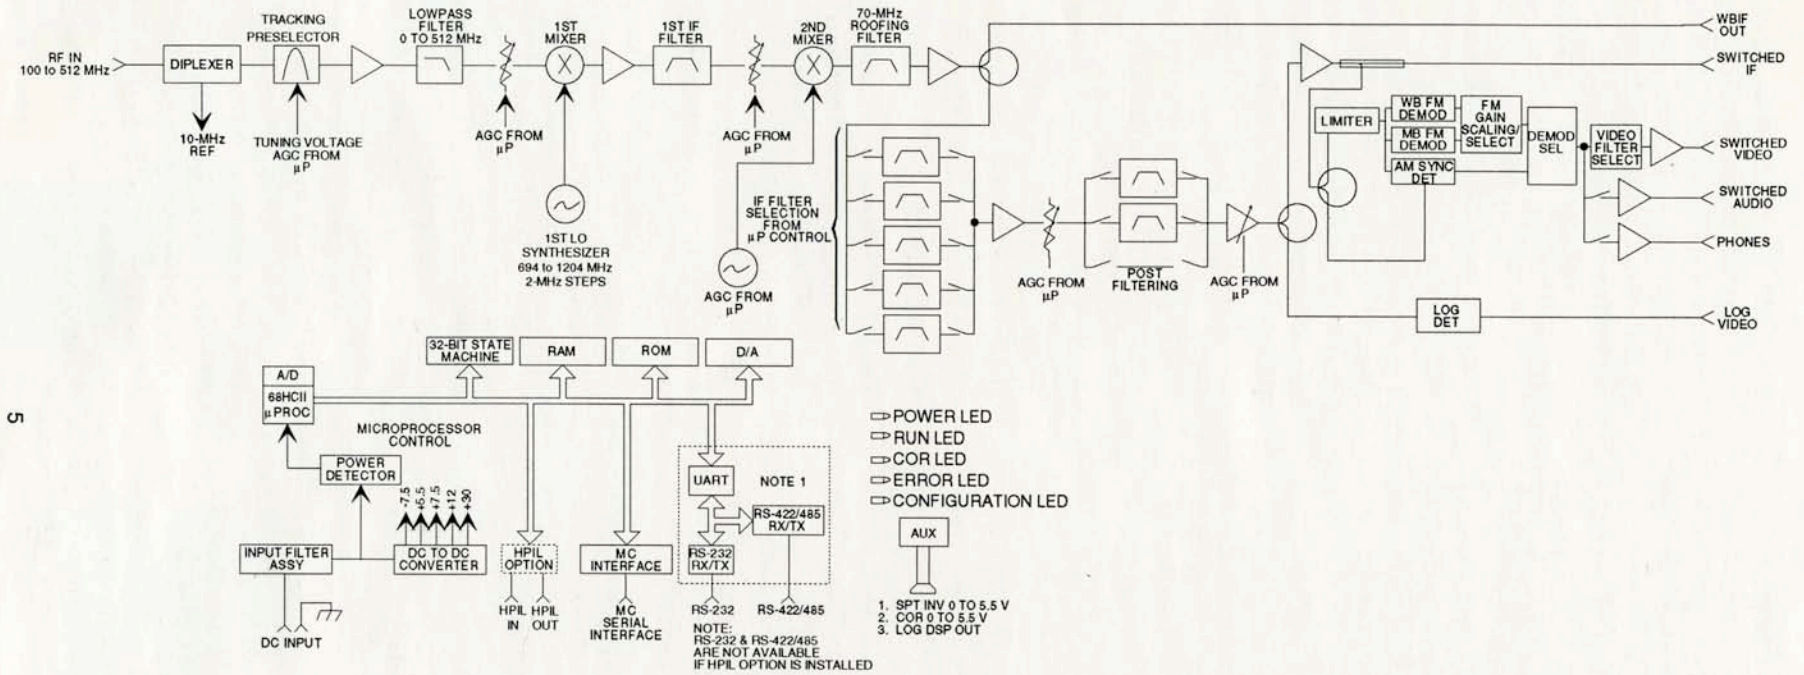 RF IN
100 to 512 MHz
DIPLEXER
10-MHz
REF
TRACKING
PRESELECTOR
TUNING VOLTAGE
AGC FROM
µP
LOWPASS
FILTER
0 TO 512 MHz
AGC FROM
µP
1ST
MIXER
1ST LO
SYNTHESIZER
694 to 1204 MHz
2-MHz STEPS
1ST IF
FILTER
AGC FROM
µP
2ND
MIXER
AGC FROM
µP
70-MHz
ROOFING
FILTER
IF FILTER
SELECTION
FROM
µP CONTROL
AGC FROM
µP
POST
FILTERING
AGC FROM
µP
LIMITER
WB FM
DEMOD
MB FM
DEMOD
AM SYNC
DET
FM
GAIN
SCALING/
SELECT
DEMOD
SEL
VIDEO
FILTER
SELECT
LOG
DET
WBIF
OUT
SWITCHED
IF
SWITCHED
VIDEO
SWITCHED
AUDIO
PHONES
LOG
VIDEO
32-BIT STATE
MACHINE
RAM
ROM
D/A
A/D
68HCII
µPROC
MICROPROCESSOR
CONTROL
POWER
DETECTOR
-7.5
+5.5
+7.5
+12
+30
INPUT FILTER
ASSY
DC TO DC
CONVERTER
DC INPUT
HPIL
OPTION
HPIL
IN
HPIL
OUT
MC
INTERFACE
MC
SERIAL
INTERFACE
UART
NOTE 1
RS-422/485
RX/TX
RS-232
RX/TX
RS-232
RS-422/485
NOTE:
RS-232 & RS-422/485
ARE NOT AVAILABLE
IF HPIL OPTION IS INSTALLED
POWER LED
RUN LED
COR LED
ERROR LED
CONFIGURATION LED
AUX
1. SPT INV 0 TO 5.5 V
2. COR 0 TO 5.5 V
3. LOG DSP OUT
5